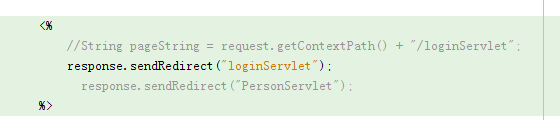 <%
//String pageString = request.getContextPath() + "/loginServlet";
response.sendRedirect("loginServlet");
response.sendRedirect("PersonServlet");
%>